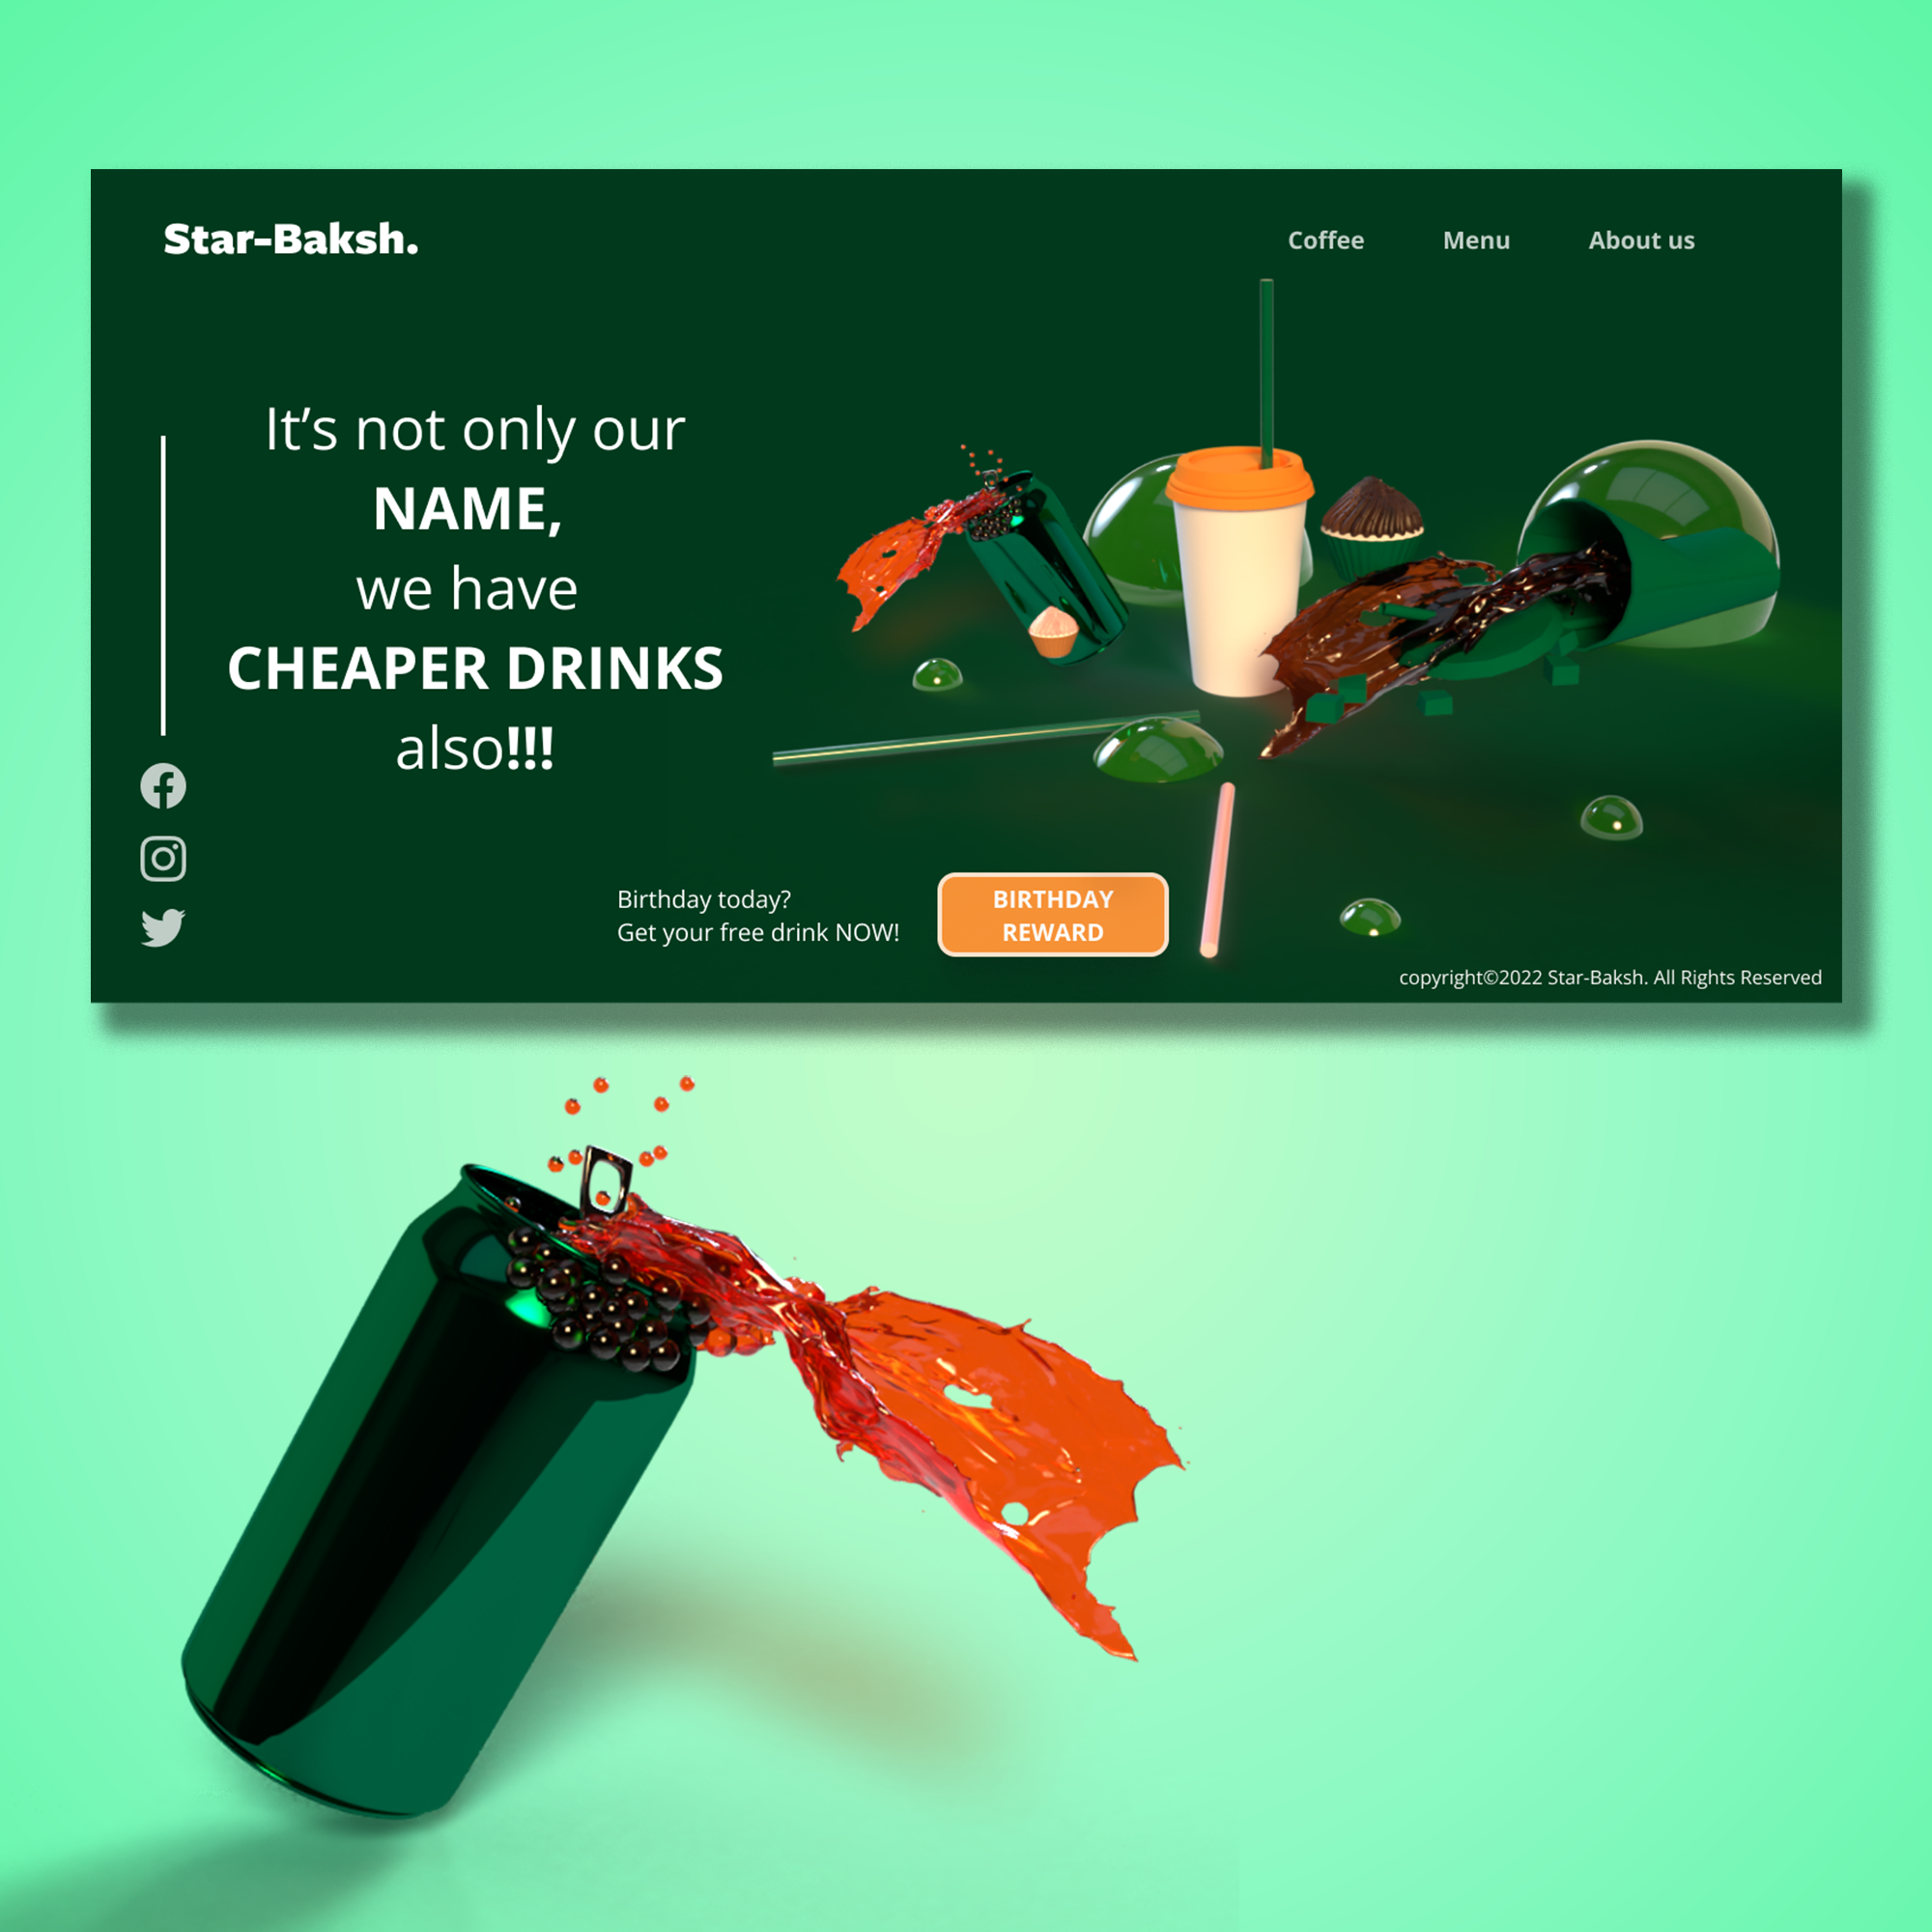 Star-Baksh.
Coffee Menu About us
It’s not only our
NAME,
we have
CHEAPER DRINKS
also!!!
Birthday today?
Get your free drink NOW!
BIRTHDAY
REWARD
copyright©2022 Star-Baksh. All Rights Reserved